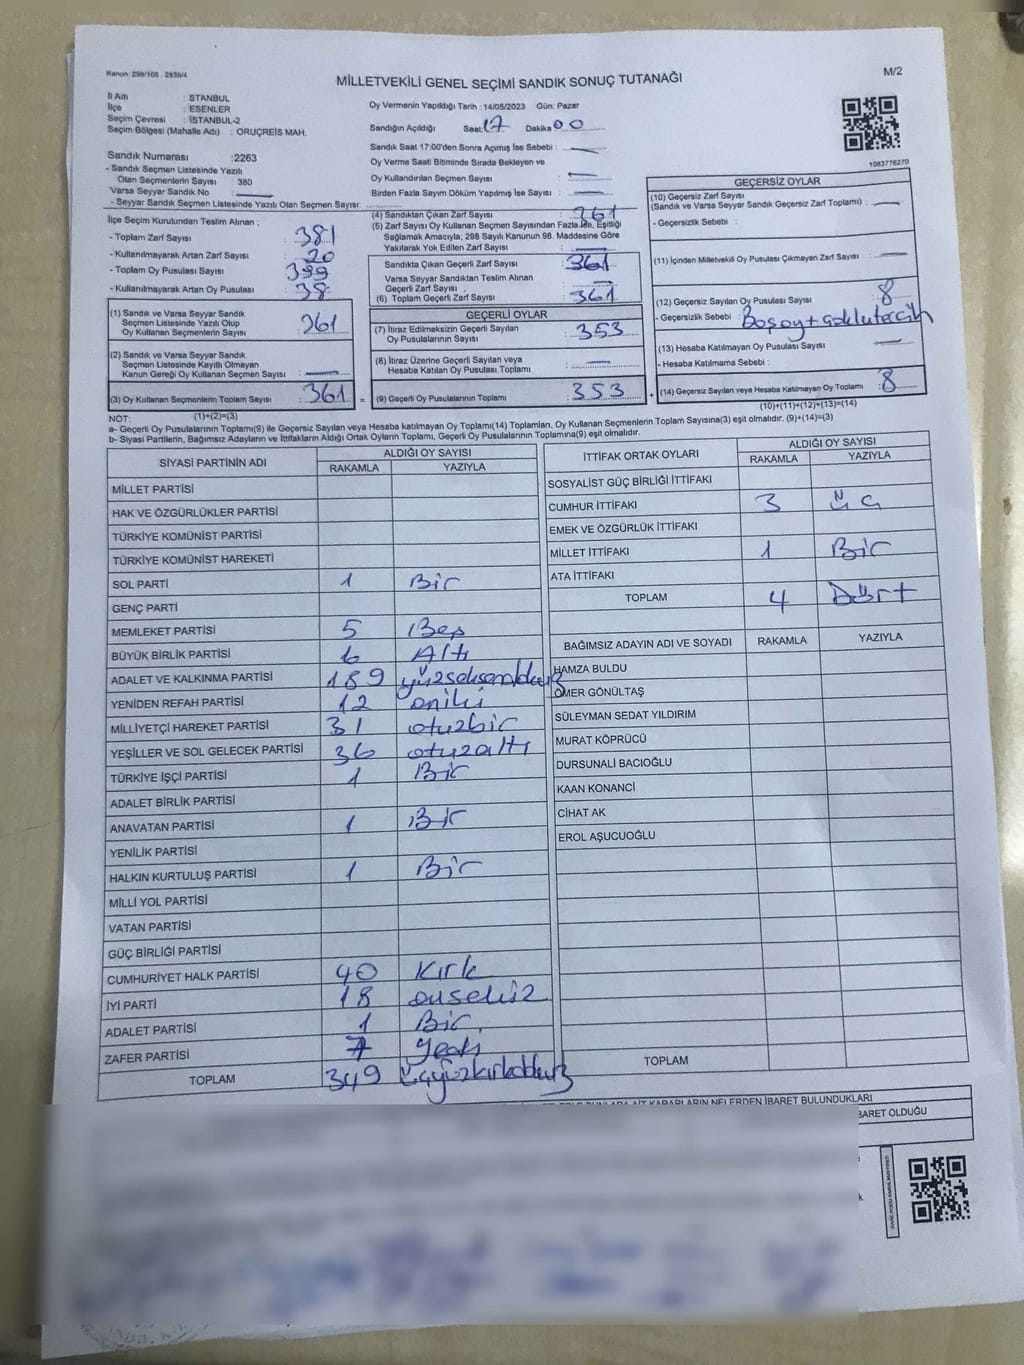 Kanun: 298/105 . 2839/4
MİLLETVEKİLİ GENEL SEÇİMİ SANDIK SONUÇ TUTANAĞI
M/2
İl Adı : STANBUL
İlçe : ESENLER
Seçim Çevresi : İSTANBUL-2
Seçim Bölgesi (Mahalle Adı) : ORUÇREİS MAH.
Oy Vermenin Yapıldığı Tarih : 14/05/2023 Gün: Pazar
Sandığın Açıldığı Saat 17 Dakika 00
Sandık Saat 17:00'den Sonra Açımış İse Sebebi :
Oy Verme Saati Bitiminde Sırada Bekleyen ve
Oy Kullandırılan Seçmen Sayısı :
Birden Fazla Sayım Döküm Yapılmış İse Sayısı :
1083776270
Sandık Numarası :2263
- Sandık Seçmen Listesinde Yazılı
Olan Seçmenlerin Sayısı : 380
Varsa Seyyar Sandık No :
- Seyyar Sandık Seçmen Listesinde Yazılı Olan Seçmen Sayısı:
İlçe Seçim Kurulundan Teslim Alınan ;
- Toplam Zarf Sayısı : 381
- Kullanılmayarak Artan Zarf Sayısı : 20
- Toplam Oy Pusulası Sayısı : 399
- Kullanılmayarak Artan Oy Pusulası : 38
(1) Sandık ve Varsa Seyyar Sandık
Seçmen Listesinde Yazılı Olup
Oy Kullanan Seçmenlerin Sayısı : 361
(2) Sandık ve Varsa Seyyar Sandık
Seçmen Listesinde Kayıtlı Olmayan
Kanun Gereği Oy Kullanan Seçmen Sayısı :
(3) Oy Kullanan Seçmenlerin Toplam Sayısı : 361 =
(4) Sandıktan Çıkan Zarf Sayısı : 361
(5) Zarf Sayısı Oy Kullanan Seçmen Sayısından Fazla İse, Eşitliği
Sağlamak Amacıyla, 298 Sayılı Kanunun 98. Maddesine Göre
Yakılarak Yok Edilen Zarf Sayısı :
Sandıkta Çıkan Geçerli Zarf Sayısı : 361
Varsa Seyyar Sandıktan Teslim Alınan
Geçerli Zarf Sayısı :
(6) Toplam Geçerli Zarf Sayısı : 361
GEÇERLİ OYLAR
(7) İtiraz Edilmeksizin Geçerli Sayılan
Oy Pusulalarının Sayısı : 353
(8) İtiraz Üzerine Geçerli Sayılan veya
Hesaba Katılan Oy Pusulası Toplamı :
(9) Geçerli Oy Pusulalarının Toplamı : 353 +
GEÇERSİZ OYLAR
(10) Geçersiz Zarf Sayısı
(Sandık ve Varsa Seyyar Sandık Geçersiz Zarf Toplamı) :
- Geçersizlik Sebebi :
(11) İçinden Milletvekili Oy Pusulası Çıkmayan Zarf Sayısı :
(12) Geçersiz Sayılan Oy Pusulası Sayısı : 8
- Geçersizlik Sebebi : Boşoy+çoklutercih
(13) Hesaba Katılmayan Oy Pusulası Sayısı :
- Hesaba Katılmama Sebebi :
(14) Geçersiz Sayılan veya Hesaba Katılmayan Oy Toplamı : 8
NOT: (1)+(2)=(3)
(10)+(11)+(12)+(13)=(14)
a- Geçerli Oy Pusulalarının Toplamı(9) ile Geçersiz Sayılan veya Hesaba katılmayan Oy Toplamı(14) Toplamları, Oy Kullanan Seçmenlerin Toplam Sayısına(3) eşit olmalıdır. (9)+(14)=(3)
b- Siyasi Partilerin, Bağımsız Adayların ve İttifakların Aldığı Ortak Oyların Toplamı, Geçerli Oy Pusulalarının Toplamına(9) eşit olmalıdır.
SİYASİ PARTİNİN ADI ALDIĞI OY SAYISI
RAKAMLA YAZIYLA
MİLLET PARTİSİ
HAK VE ÖZGÜRLÜKLER PARTİSİ
TÜRKİYE KOMÜNİST PARTİSİ
TÜRKİYE KOMÜNİST HAREKETİ
SOL PARTİ 1 Bir
GENÇ PARTİ
MEMLEKET PARTİSİ 5 Beş
BÜYÜK BİRLİK PARTİSİ 6 Altı
ADALET VE KALKINMA PARTİSİ 189 yüzseksendokuz
YENİDEN REFAH PARTİSİ 12 oniki
MİLLİYETÇİ HAREKET PARTİSİ 31 otuzbir
YEŞİLLER VE SOL GELECEK PARTİSİ 36 otuzaltı
TÜRKİYE İŞÇİ PARTİSİ 1 Bir
ADALET BİRLİK PARTİSİ
ANAVATAN PARTİSİ 1 Bir
YENİLİK PARTİSİ
HALKIN KURTULUŞ PARTİSİ 1 Bir
MİLLİ YOL PARTİSİ
VATAN PARTİSİ
GÜÇ BİRLİĞİ PARTİSİ
CUMHURİYET HALK PARTİSİ 40 Kırk
İYİ PARTİ 18 onsekiz
ADALET PARTİSİ 1 Bir
ZAFER PARTİSİ 7 Yedi
TOPLAM 349 üçyüzkırkdokuz
İTTİFAK ORTAK OYLARI ALDIĞI OY SAYISI
RAKAMLA YAZIYLA
SOSYALİST GÜÇ BİRLİĞİ İTTİFAKI
CUMHUR İTTİFAKI 3 Üç
EMEK VE ÖZGÜRLÜK İTTİFAKI
MİLLET İTTİFAKI 1 Bir
ATA İTTİFAKI
TOPLAM 4 Dört
BAĞIMSIZ ADAYIN ADI VE SOYADI RAKAMLA YAZIYLA
HAMZA BULDU
ÖMER GÖNÜLTAŞ
SÜLEYMAN SEDAT YILDIRIM
MURAT KÖPRÜCÜ
DURSUNALİ BACIOĞLU
KAAN KONANCİ
CİHAT AK
EROL AŞUCUOĞLU
TOPLAM
KARARLARIN NELERDEN İBARET BULUNDUKLARI
BARET OLDUĞU